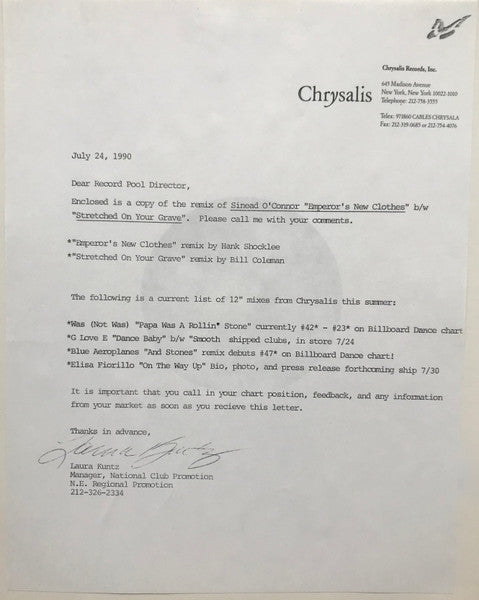 Chrysalis Records, Inc.
Chrysalis
645 Madison Avenue
New York, New York 10022-1010
Telephone: 212-758-3555
Telex: 971860 CABLES CHRYSALA
Fax: 212-319-0685 or 212-754-4076
July 24, 1990
Dear Record Pool Director,
Enclosed is a copy of the remix of Sinead O'Connor "Emperor's New Clothes" b/w
"Stretched On Your Grave". Please call me with your comments.
*"Emperor's New Clothes" remix by Hank Shocklee
*"Stretched On Your Grave" remix by Bill Coleman
The following is a current list of 12" mixes from Chrysalis this summer:
*Was (Not Was) "Papa Was A Rollin' Stone" currently #42* - #23* on Billboard Dance chart
*G Love E "Dance Baby" b/w "Smooth shipped clubs, in store 7/24
*Blue Aeroplanes "And Stones" remix debuts #47* on Billboard Dance chart!
*Elisa Fiorillo "On The Way Up" Bio, photo, and press release forthcoming ship 7/30
It is important that you call in your chart position, feedback, and any information
from your market as soon as you recieve this letter.
Thanks in advance,
Laura Kuntz
Laura Kuntz
Manager, National Club Promotion
N.E. Regional Promotion
212-326-2334